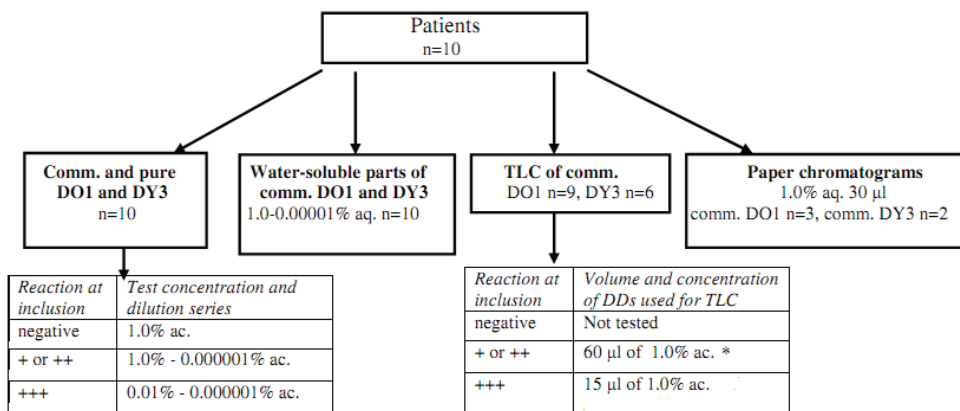 Patients
n=10
Comm. and pure
DO1 and DY3
n=10
Water-soluble parts of
comm. DO1 and DY3
1.0-0.00001% aq. n=10
TLC of comm.
DO1 n=9, DY3 n=6
Paper chromatograms
1.0% aq. 30 µl
comm. DO1 n=3, comm. DY3 n=2
Reaction at inclusion Test concentration and dilution series
negative 1.0% ac.
+ or ++ 1.0% - 0.000001% ac.
+++ 0.01% - 0.000001% ac.
Reaction at inclusion Volume and concentration of DDs used for TLC
negative Not tested
+ or ++ 60 µl of 1.0% ac. *
+++ 15 µl of 1.0% ac.